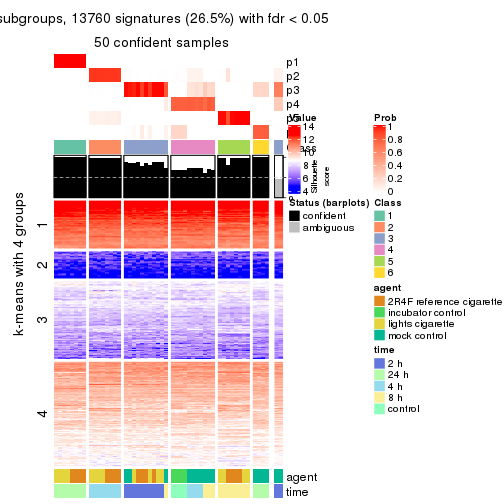 subgroups, 13760 signatures (26.5%) with fdr < 0.05
50 confident samples
p1
p2
p3
p4
p5
Value
14
12
10
8
6
4
Class
Silhouette
score
Prob
1
0.8
0.6
0.4
0.2
0
Status (barplots)
confident
ambiguous
Class
1
2
3
4
5
6
agent
2R4F reference cigarette
incubator control
lights cigarette
mock control
time
2 h
24 h
4 h
8 h
control
k-means with 4 groups
1
2
3
4
agent
time